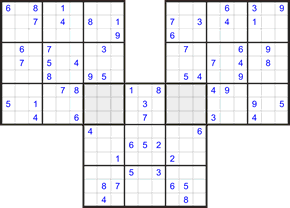 6 8 1 6 3 9
7 4 8 1 7 3 4 1
9 6
6 7 3 7 6 9
7 5 4 7 4 8
8 9 5 5 4 9
7 8 1 8 4 9
5 1 3 9 5
4 6 7 3 4
4 6
6 5 2
1 2
5 3
8 7 6 5
4 8